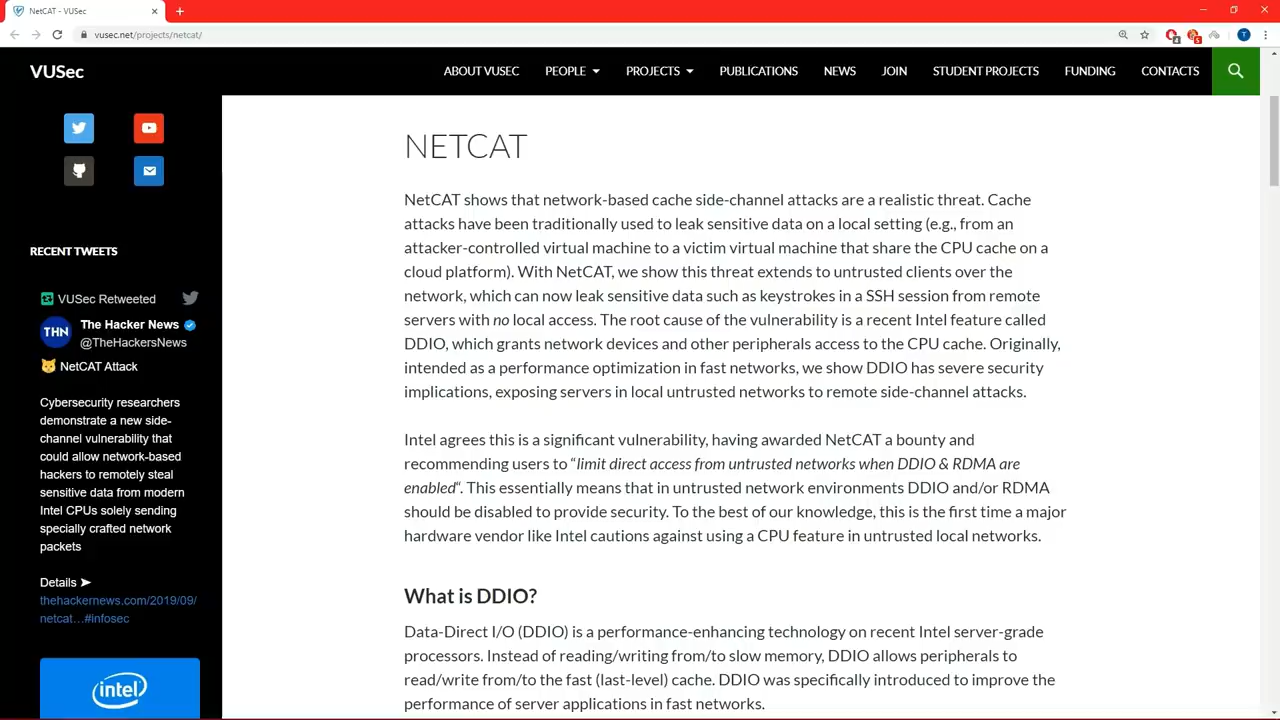 NetCAT - VUSec
vusec.net/projects/netcat/
VUSec
ABOUT VUSEC PEOPLE PROJECTS PUBLICATIONS NEWS JOIN STUDENT PROJECTS FUNDING CONTACTS
RECENT TWEETS
VUSec Retweeted
THN
The Hacker News
@TheHackersNews
NetCAT Attack
Cybersecurity researchers
demonstrate a new side-
channel vulnerability that
could allow network-based
hackers to remotely steal
sensitive data from modern
Intel CPUs solely sending
specially crafted network
packets
Details ➤
thehackernews.com/2019/09/
netcat…#infosec
intel
NETCAT
NetCAT shows that network-based cache side-channel attacks are a realistic threat. Cache
attacks have been traditionally used to leak sensitive data on a local setting (e.g., from an
attacker-controlled virtual machine to a victim virtual machine that share the CPU cache on a
cloud platform). With NetCAT, we show this threat extends to untrusted clients over the
network, which can now leak sensitive data such as keystrokes in a SSH session from remote
servers with no local access. The root cause of the vulnerability is a recent Intel feature called
DDIO, which grants network devices and other peripherals access to the CPU cache. Originally,
intended as a performance optimization in fast networks, we show DDIO has severe security
implications, exposing servers in local untrusted networks to remote side-channel attacks.
Intel agrees this is a significant vulnerability, having awarded NetCAT a bounty and
recommending users to “limit direct access from untrusted networks when DDIO & RDMA are
enabled“. This essentially means that in untrusted network environments DDIO and/or RDMA
should be disabled to provide security. To the best of our knowledge, this is the first time a major
hardware vendor like Intel cautions against using a CPU feature in untrusted local networks.
What is DDIO?
Data-Direct I/O (DDIO) is a performance-enhancing technology on recent Intel server-grade
processors. Instead of reading/writing from/to slow memory, DDIO allows peripherals to
read/write from/to the fast (last-level) cache. DDIO was specifically introduced to improve the
performance of server applications in fast networks.